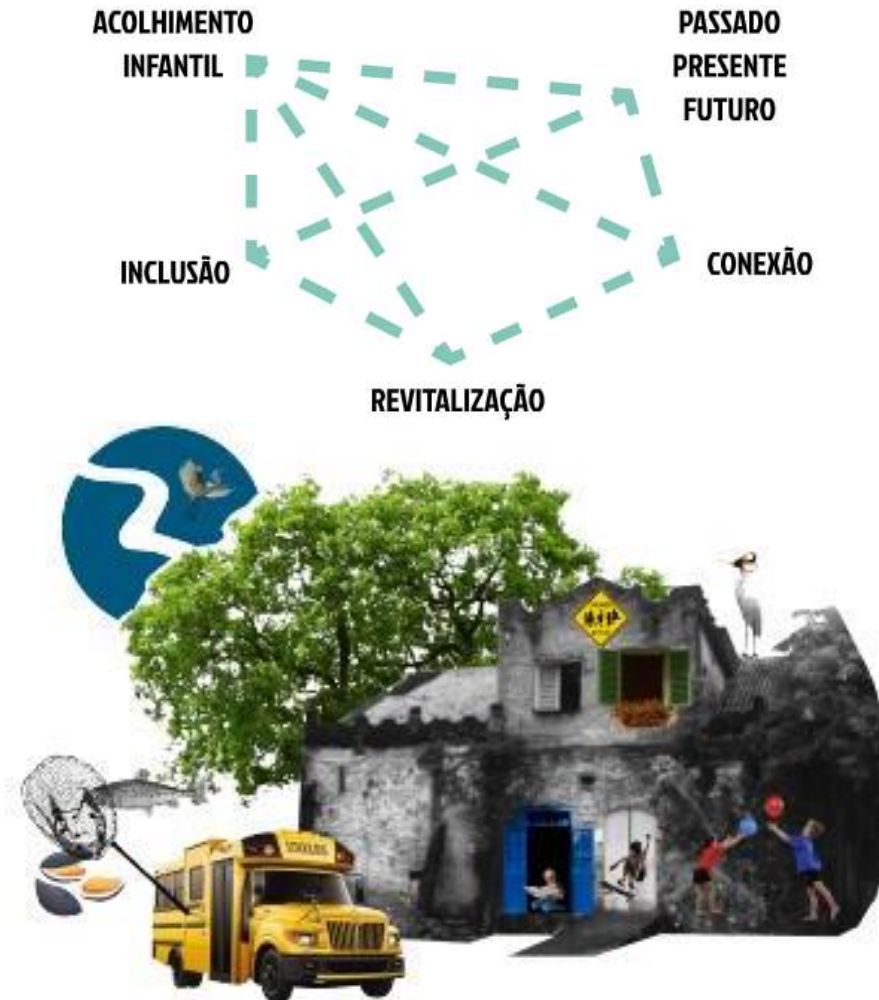 ACOLHIMENTO
INFANTIL
PASSADO
PRESENTE
FUTURO
INCLUSÃO
CONEXÃO
REVITALIZAÇÃO